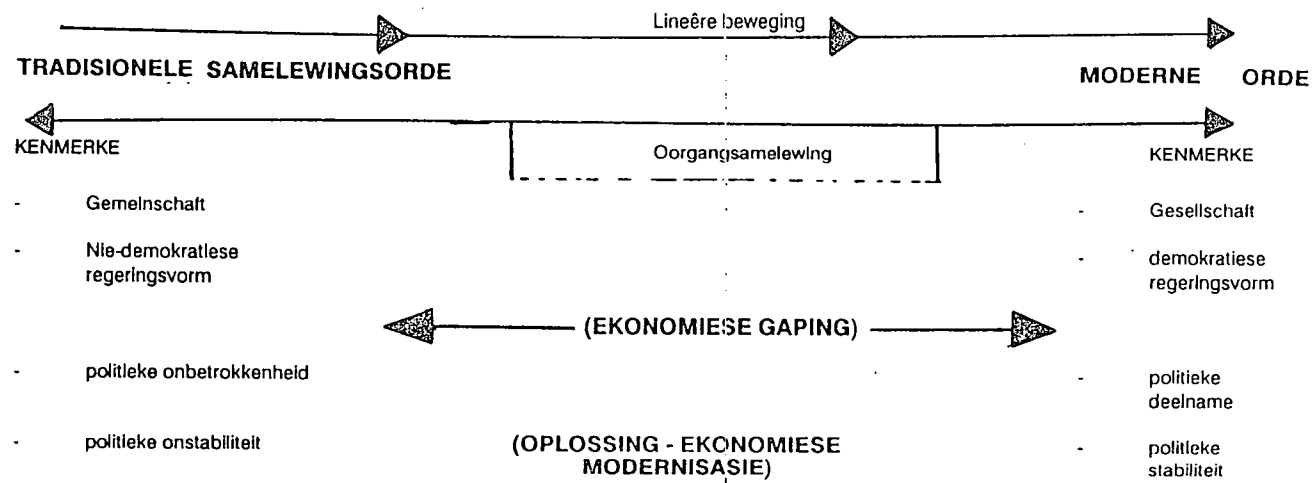 Lineêre beweging
TRADISIONELE SAMELEWINGSORDE
MODERNE ORDE
KENMERKE
Oorgangsamelewing
KENMERKE
- Gemeinschaft
- Gesellschaft
- Nie-demokratiese
regeringsvorm
- demokratiese
regeringsvorm
(EKONOMIESE GAPING)
- politieke onbetrokkenheid
- politieke
deelname
- politieke onstabiliteit
(OPLOSSING - EKONOMIESE
MODERNISASIE)
- politieke
stabiliteit